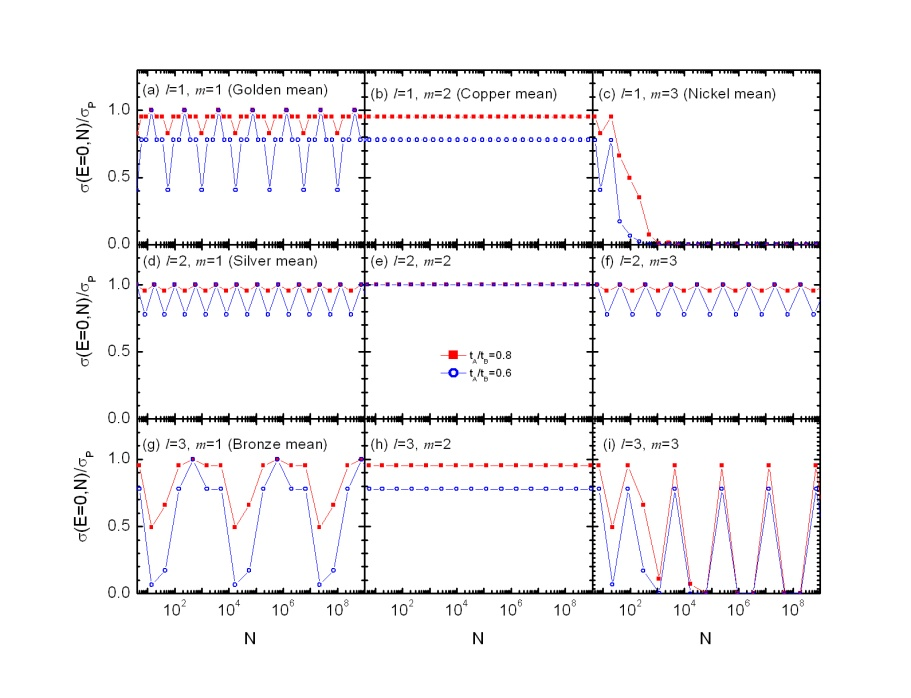 (a) l=1, m=1 (Golden mean)
(b) l=1, m=2 (Copper mean)
(c) l=1, m=3 (Nickel mean)
σ(E=0,N)/σP
1.0
0.5
0.0
(d) l=2, m=1 (Silver mean)
(e) l=2, m=2
(f) l=2, m=3
σ(E=0,N)/σP
1.0
0.5
0.0
tA/tB=0.8
tA/tB=0.6
(g) l=3, m=1 (Bronze mean)
(h) l=3, m=2
(i) l=3, m=3
σ(E=0,N)/σP
1.0
0.5
0.0
10² 10⁴ 10⁶ 10⁸ 10² 10⁴ 10⁶ 10⁸ 10² 10⁴ 10⁶ 10⁸
N N N